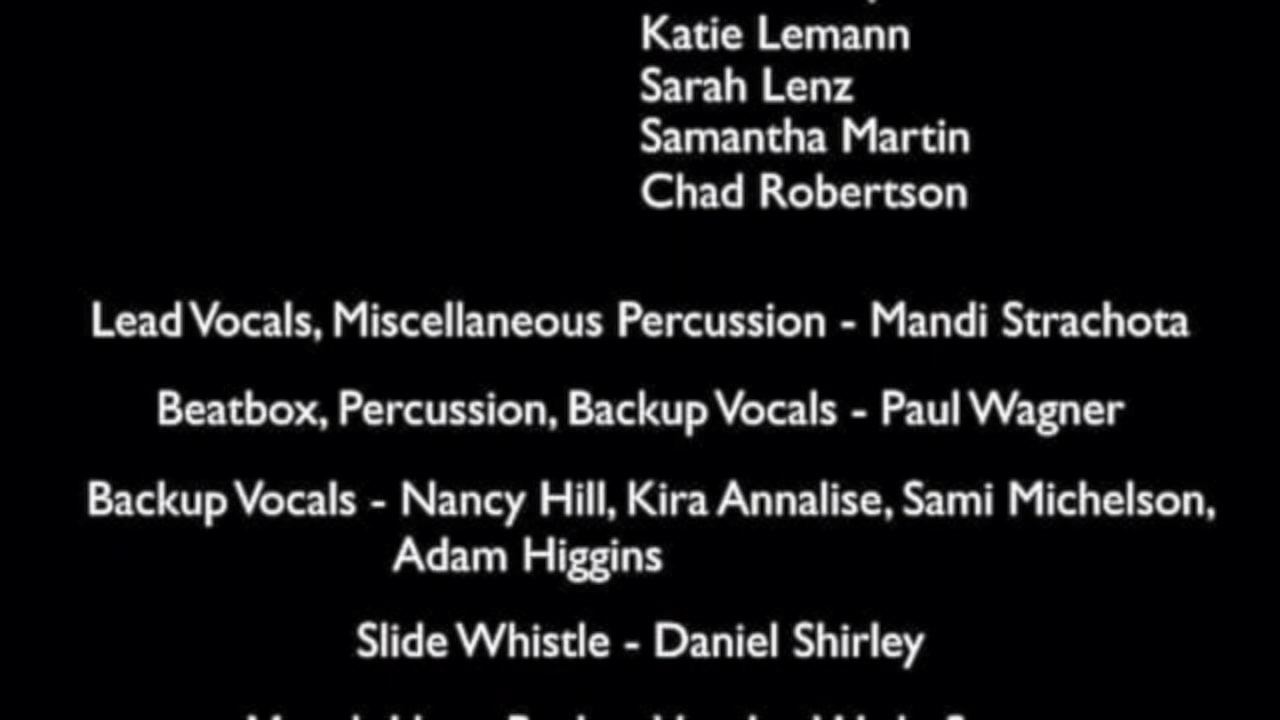 Katie Lemann
Sarah Lenz
Samantha Martin
Chad Robertson
Lead Vocals, Miscellaneous Percussion - Mandi Strachota
Beatbox, Percussion, Backup Vocals - Paul Wagner
Backup Vocals - Nancy Hill, Kira Annalise, Sami Michelson,
Adam Higgins
Slide Whistle - Daniel Shirley